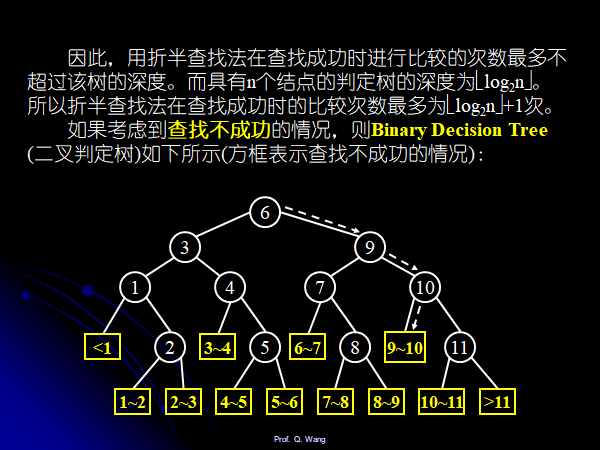 因此，用折半查找法在查找成功时进行比较的次数最多不
超过该树的深度。而具有n个结点的判定树的深度为⌊log₂n⌋。
所以折半查找法在查找成功时的比较次数最多为⌊log₂n⌋+1次。
如果考虑到查找不成功的情况，则Binary Decision Tree
(二叉判定树)如下所示(方框表示查找不成功的情况)：
6
3 9
1 4 7 10
<1 2 3~4 5 6~7 8 9~10 11
1~2 2~3 4~5 5~6 7~8 8~9 10~11 >11
Prof. Q. Wang